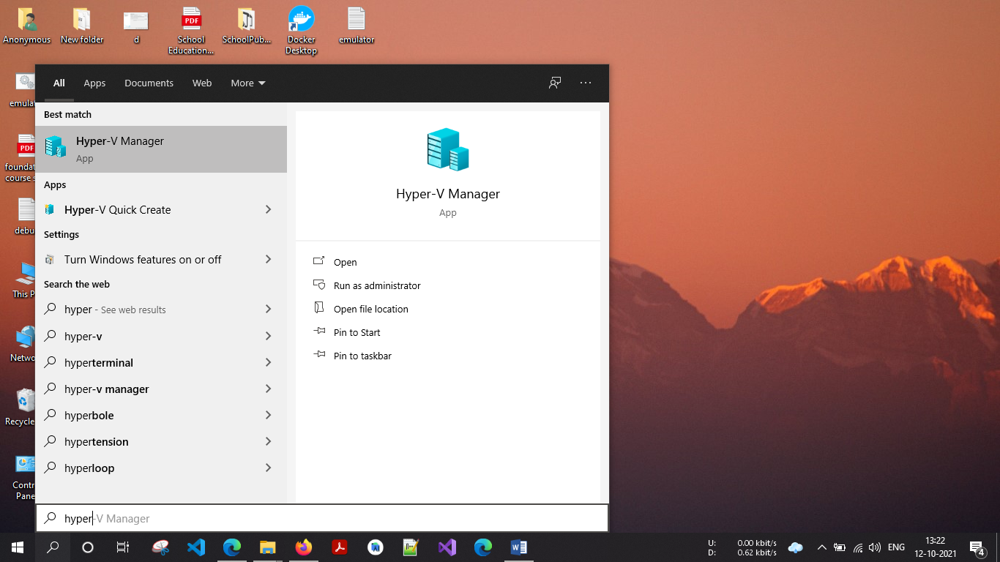 Anonymous
New folder
d
PDF
School
Education...
SchoolPub...
Docker
Desktop
emulator
emulat
PDF
foundat
course s
debu
This P
Netwo
Recycle
Contr
Pane
All Apps Documents Web More
Best match
Hyper-V Manager
App
Apps
Hyper-V Quick Create
Settings
Turn Windows features on or off
Search the web
hyper - See web results
hyper-v
hyperterminal
hyper-v manager
hyperbole
hypertension
hyperloop
Hyper-V Manager
App
Open
Run as administrator
Open file location
Pin to Start
Pin to taskbar
hyper-V Manager
U: 0.00 kbit/s
D: 0.62 kbit/s
ENG
13:22
12-10-2021
4